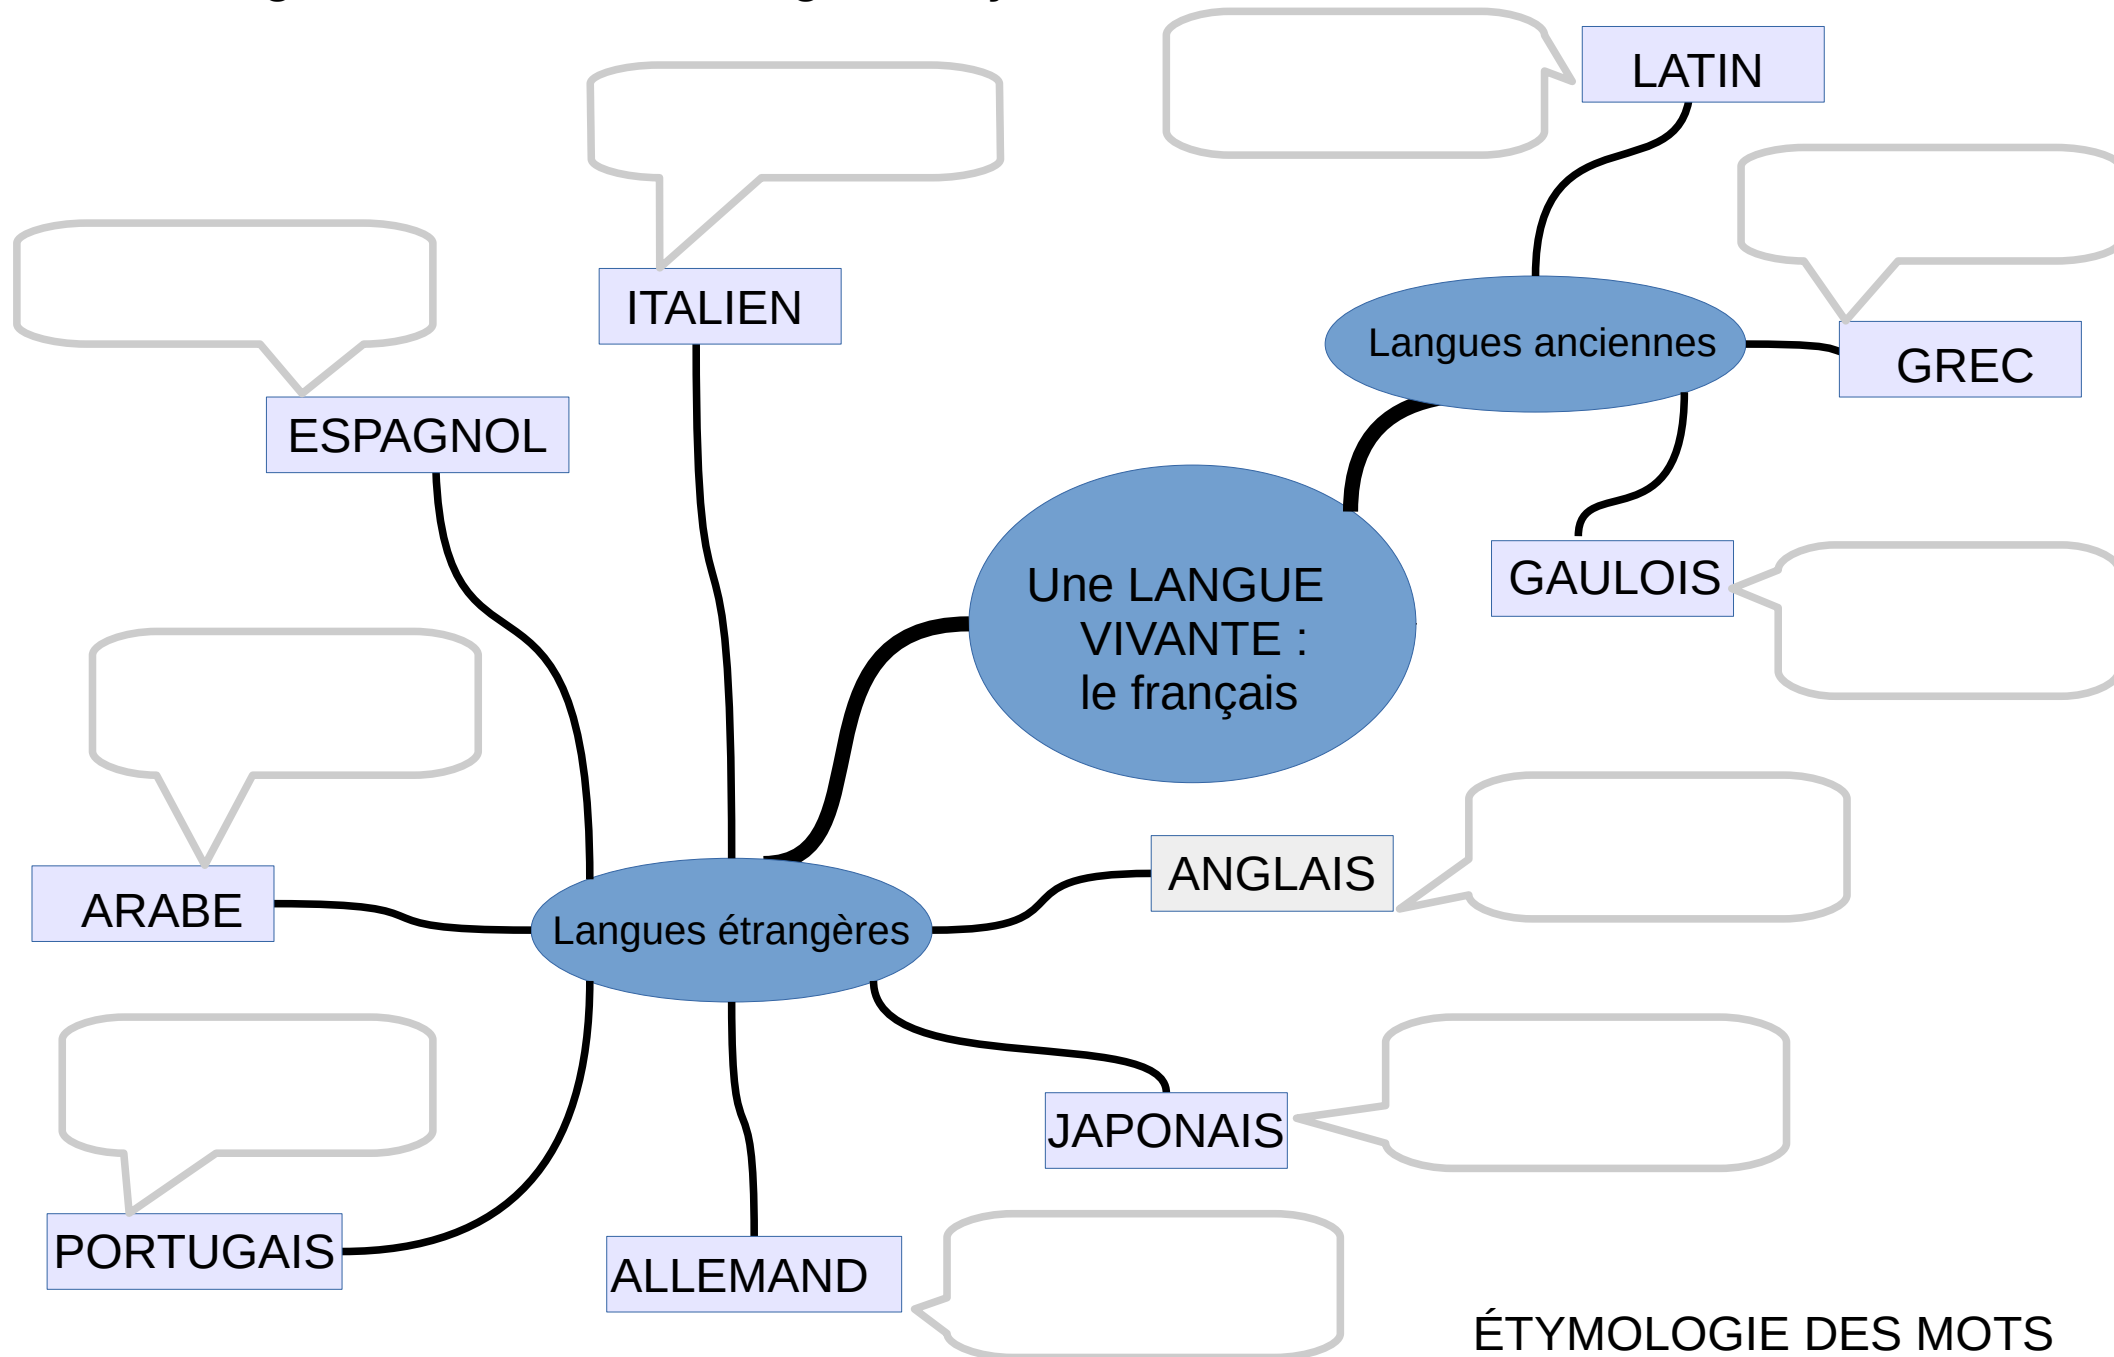 LATIN
ITALIEN
Langues anciennes
GREC
ESPAGNOL
GAULOIS
Une LANGUE
VIVANTE :
le français
ANGLAIS
ARABE
Langues étrangères
JAPONAIS
PORTUGAIS
ALLEMAND
ÉTYMOLOGIE DES MOTS